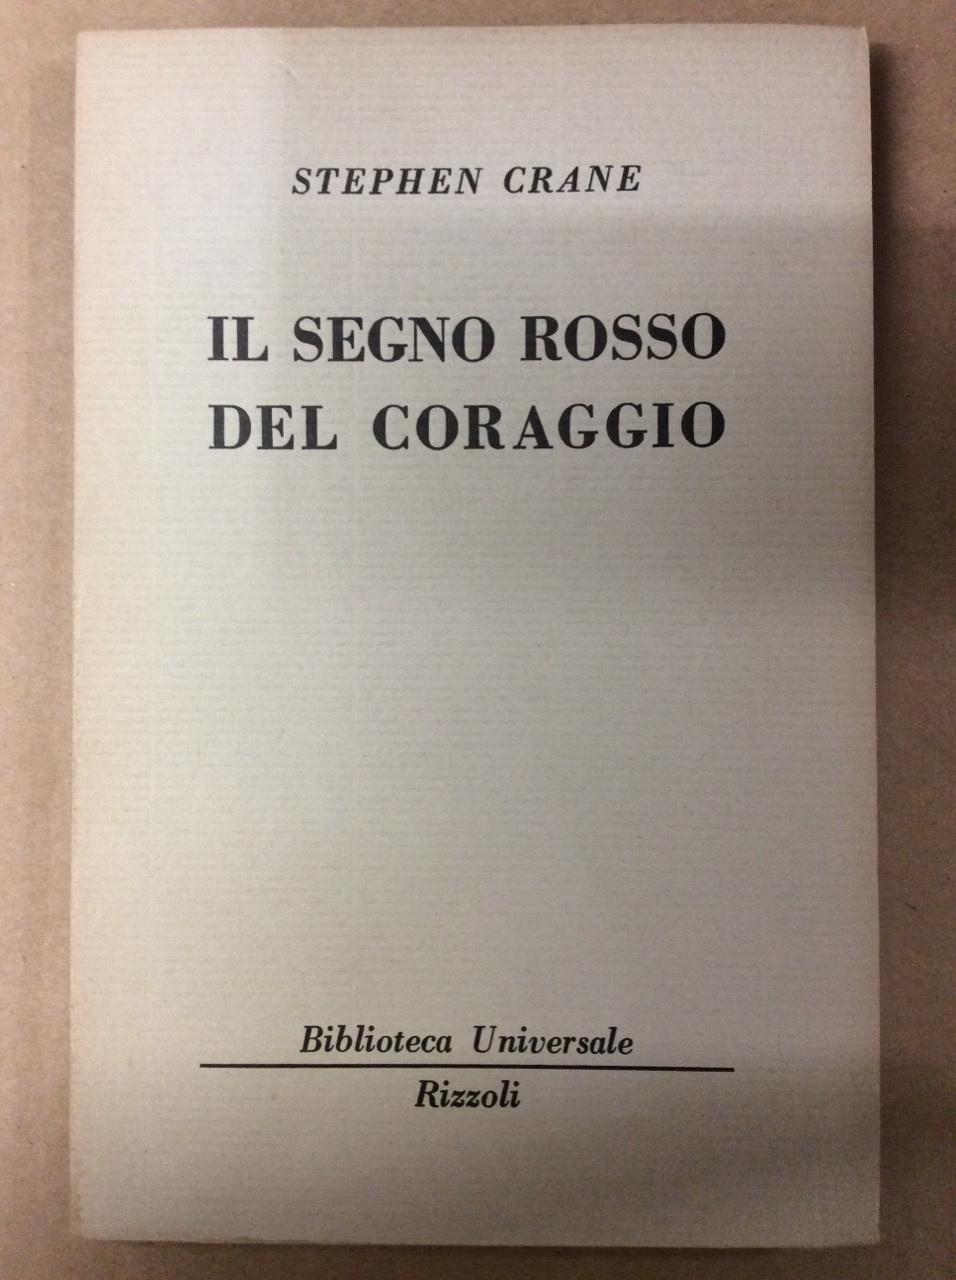 STEPHEN CRANE
IL SEGNO ROSSO
DEL CORAGGIO
Biblioteca Universale
Rizzoli